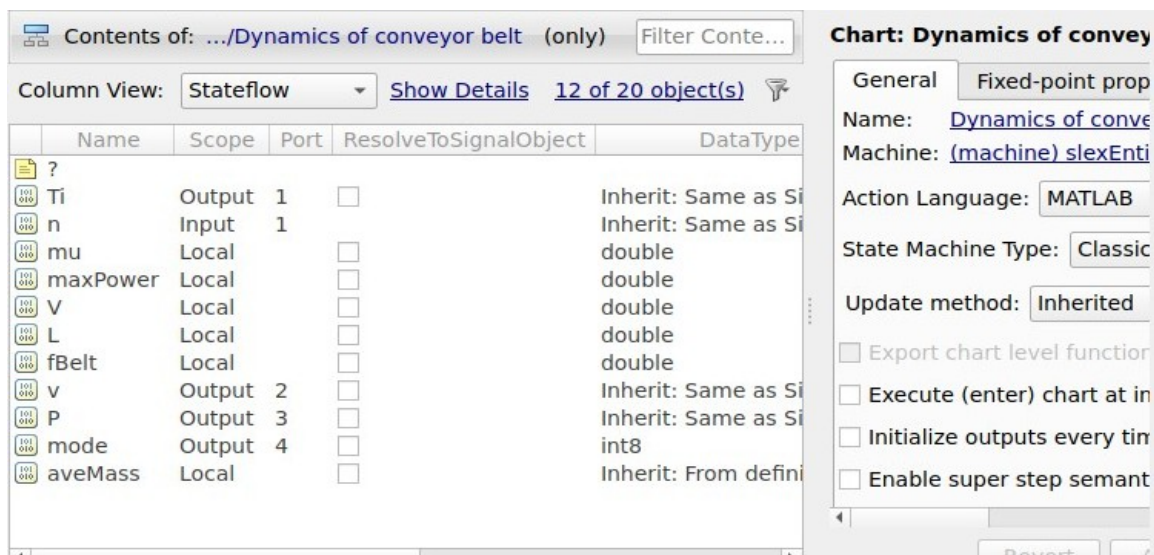 Contents of: .../Dynamics of conveyor belt (only) Filter Conte...
Column View: Stateflow Show Details 12 of 20 object(s)
Name Scope Port ResolveToSignalObject DataType
?
Ti Output 1 Inherit: Same as Si
n Input 1 Inherit: Same as Si
mu Local double
maxPower Local double
V Local double
L Local double
fBelt Local double
v Output 2 Inherit: Same as Si
P Output 3 Inherit: Same as Si
mode Output 4 int8
aveMass Local Inherit: From defini
Chart: Dynamics of convey
General Fixed-point prop
Name: Dynamics of conve
Machine: (machine) slexEnti
Action Language: MATLAB
State Machine Type: Classic
Update method: Inherited
Export chart level function
Execute (enter) chart at in
Initialize outputs every tim
Enable super step semant
Revert